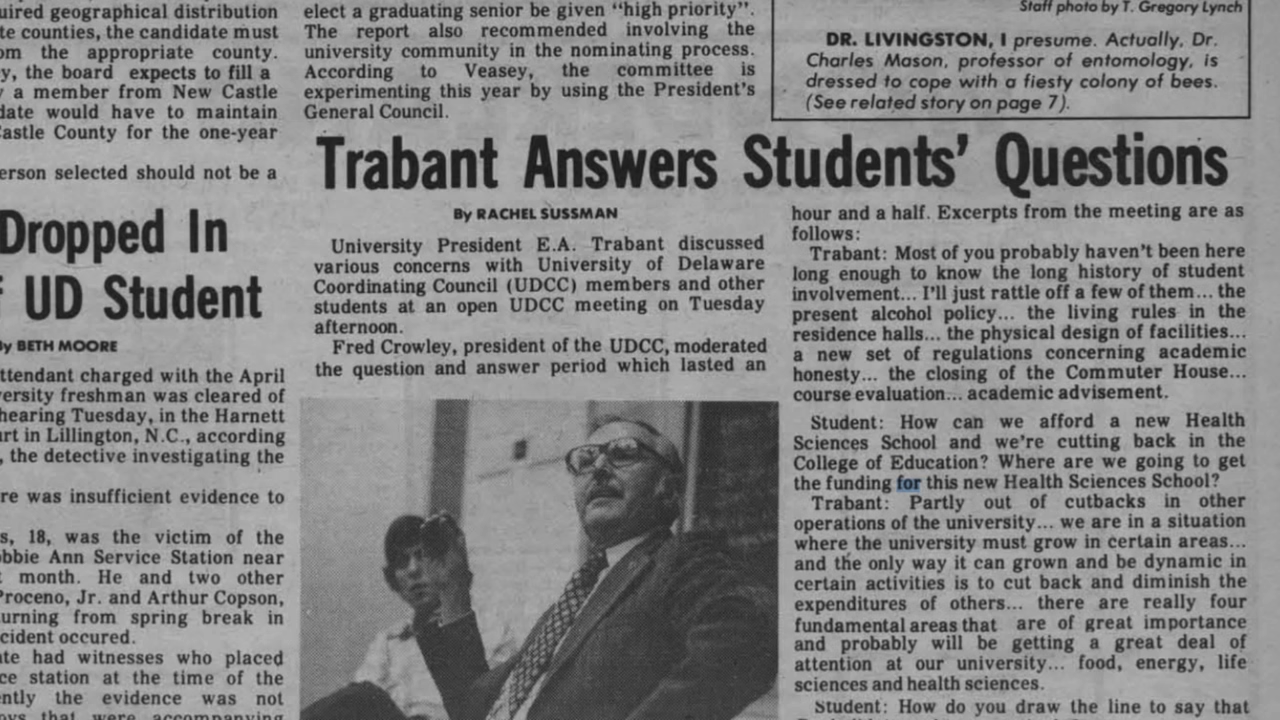 uired geographical distribution
te counties, the candidate must
om the appropriate county.
y, the board expects to fill a
y a member from New Castle
date would have to maintain
Castle County for the one-year
erson selected should not be a
Dropped In
f UD Student
By BETH MOORE
ttendant charged with the April
versity freshman was cleared of
hearing Tuesday, in the Harnett
urt in Lillington, N.C., according
, the detective investigating the
re was insufficient evidence to
s, 18, was the victim of the
obbie Ann Service Station near
t month. He and two other
Proceno, Jr. and Arthur Copson,
urning from spring break in
cident occured.
ate had witnesses who placed
ce station at the time of the
ently the evidence was not
oys that were accompanying
elect a graduating senior be given "high priority".
The report also recommended involving the
university community in the nominating process.
According to Veasey, the committee is
experimenting this year by using the President's
General Council.
Staff photo by T. Gregory Lynch
DR. LIVINGSTON, I presume. Actually, Dr.
Charles Mason, professor of entomology, is
dressed to cope with a fiesty colony of bees.
(See related story on page 7).
Trabant Answers Students' Questions
By RACHEL SUSSMAN
University President E.A. Trabant discussed
various concerns with University of Delaware
Coordinating Council (UDCC) members and other
students at an open UDCC meeting on Tuesday
afternoon.
Fred Crowley, president of the UDCC, moderated
the question and answer period which lasted an
hour and a half. Excerpts from the meeting are as
follows:
Trabant: Most of you probably haven't been here
long enough to know the long history of student
involvement... I'll just rattle off a few of them... the
present alcohol policy... the living rules in the
residence halls... the physical design of facilities...
a new set of regulations concerning academic
honesty... the closing of the Commuter House...
course evaluation... academic advisement.
Student: How can we afford a new Health
Sciences School and we're cutting back in the
College of Education? Where are we going to get
the funding for this new Health Sciences School?
Trabant: Partly out of cutbacks in other
operations of the university... we are in a situation
where the university must grow in certain areas...
and the only way it can grown and be dynamic in
certain activities is to cut back and diminish the
expenditures of others... there are really four
fundamental areas that are of great importance
and probably will be getting a great deal of
attention at our university... food, energy, life
sciences and health sciences.
Student: How do you draw the line to say that